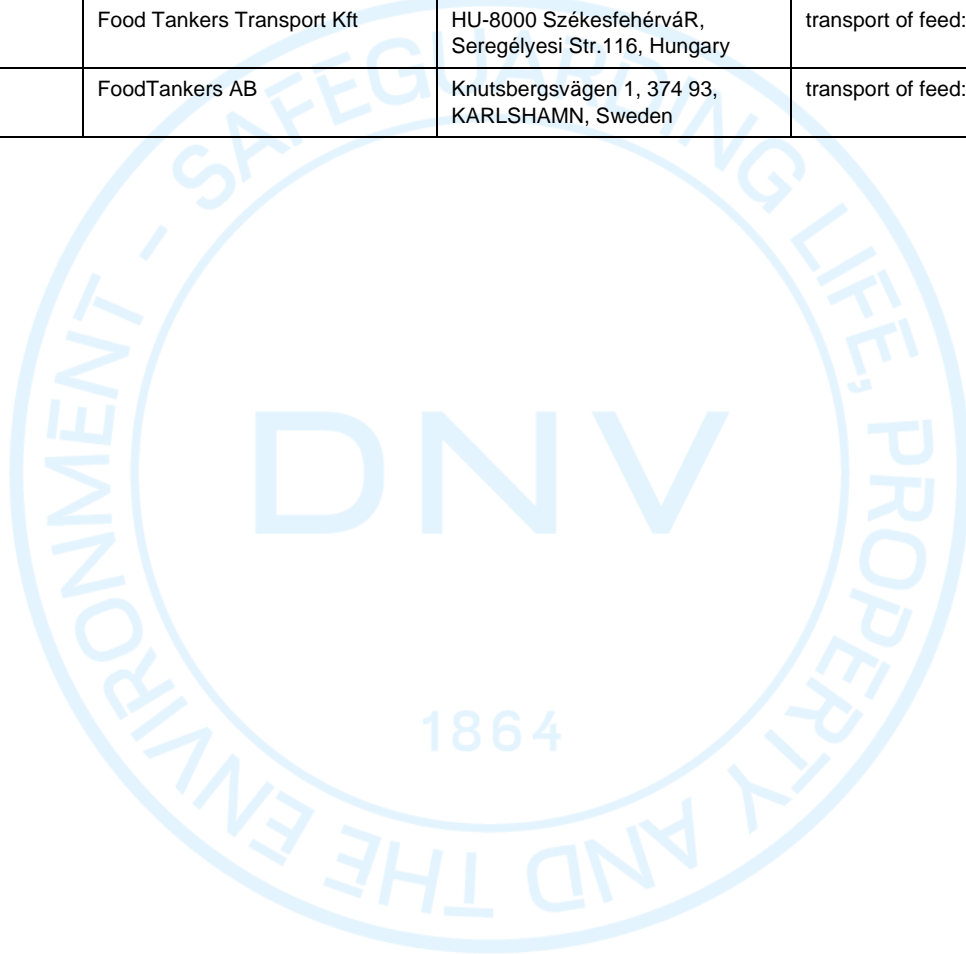 Food Tankers Transport Kft
HU-8000 SzékesfehérváR,
Seregélyesi Str.116, Hungary
transport of feed:
FoodTankers AB
Knutsbergsvägen 1, 374 93,
KARLSHAMN, Sweden
transport of feed:
SAFEGUARDING LIFE, PROPERTY AND THE ENVIRONMENT -
DNV
1864